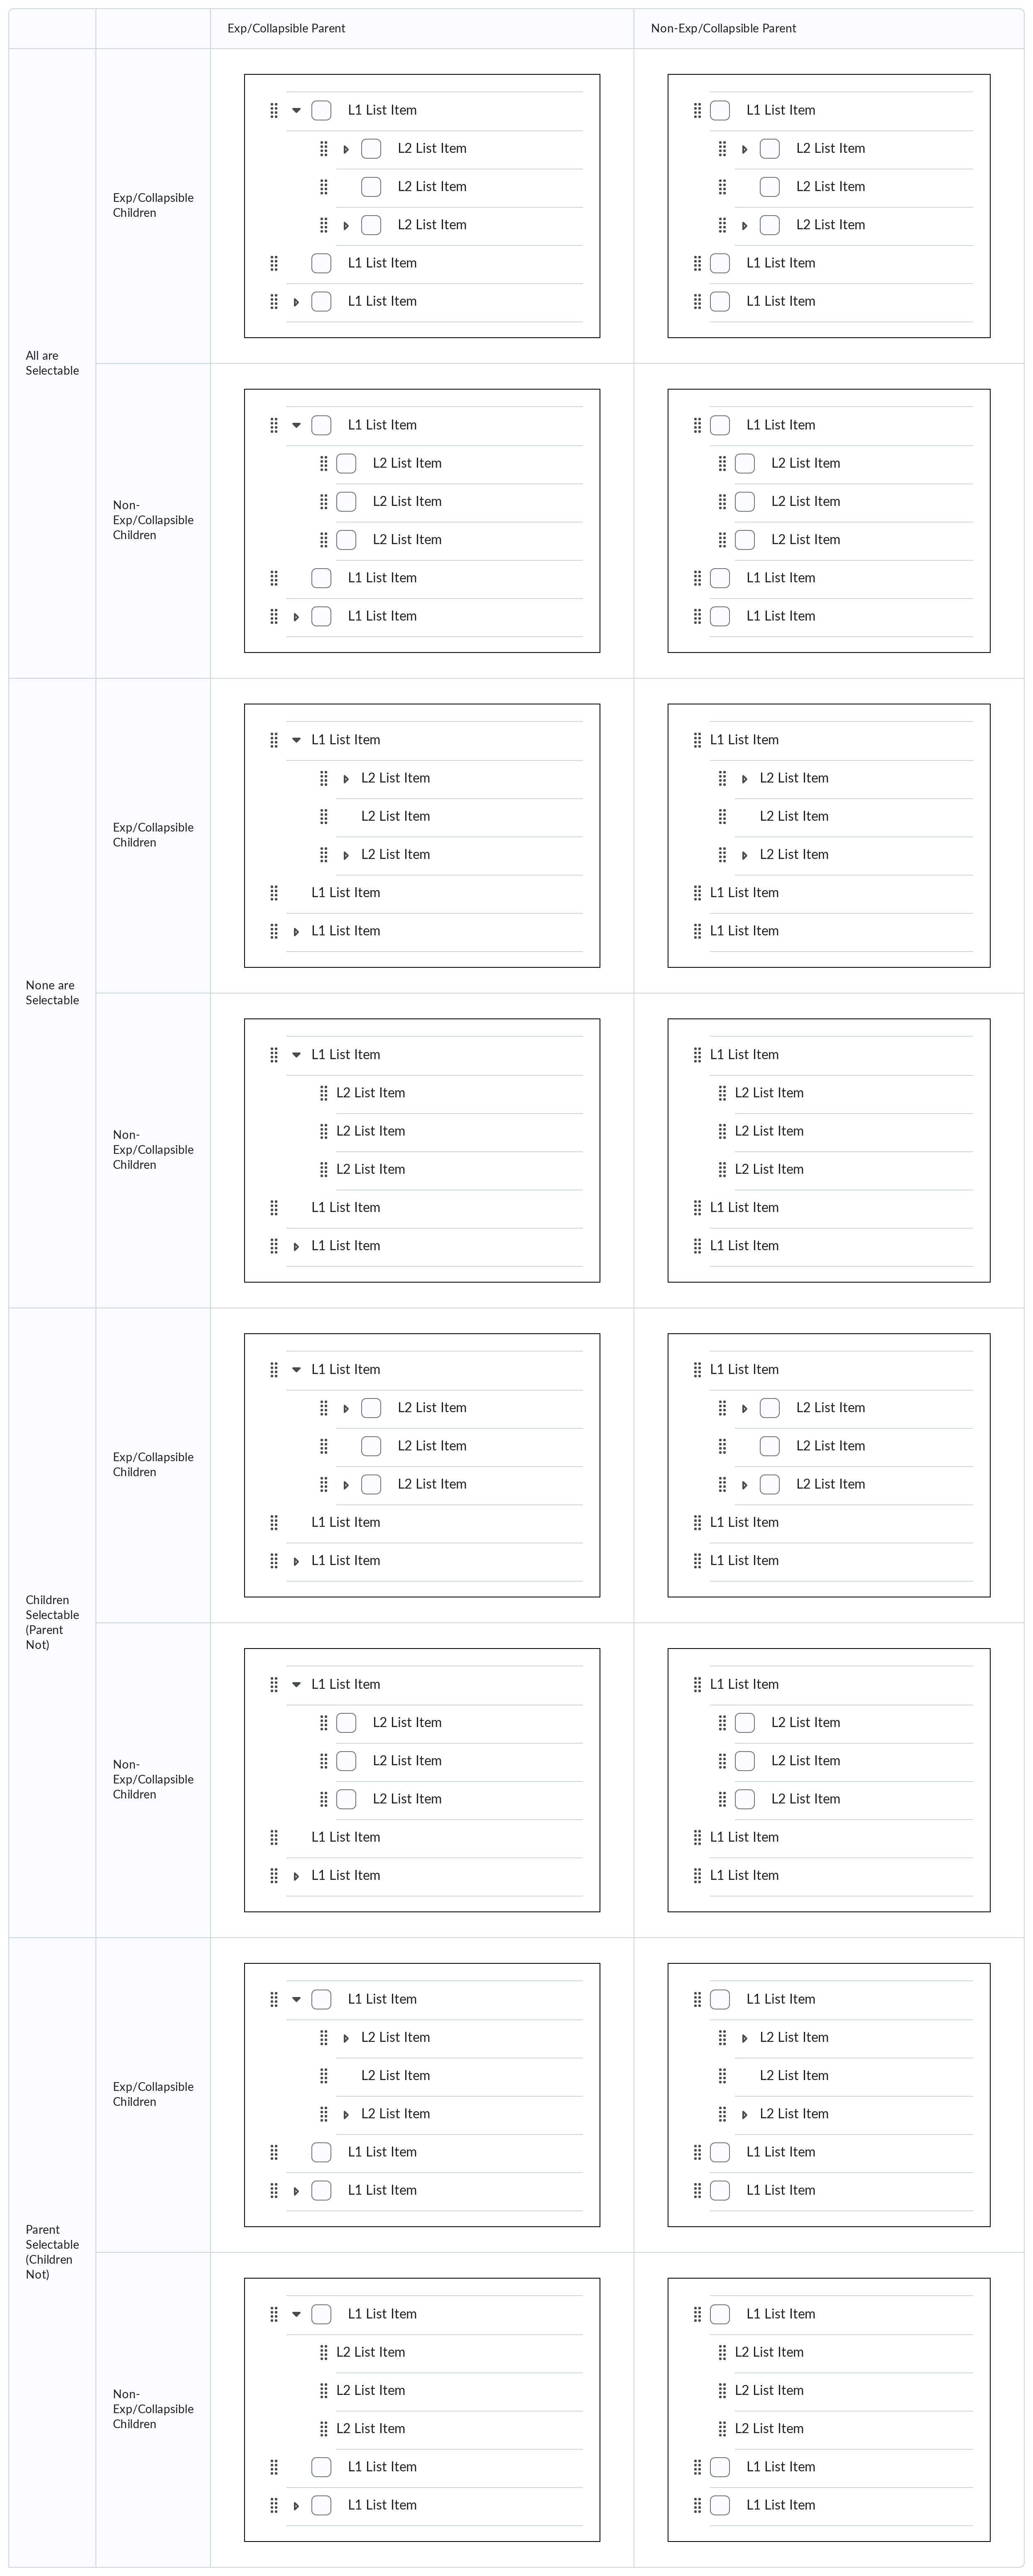 Exp/Collapsible Parent
Non-Exp/Collapsible Parent
All are
Selectable
Exp/Collapsible
Children
L1 List Item
L2 List Item
L2 List Item
L2 List Item
L1 List Item
L1 List Item
L1 List Item
L2 List Item
L2 List Item
L2 List Item
L1 List Item
L1 List Item
Non-
Exp/Collapsible
Children
L1 List Item
L2 List Item
L2 List Item
L2 List Item
L1 List Item
L1 List Item
L1 List Item
L2 List Item
L2 List Item
L2 List Item
L1 List Item
L1 List Item
None are
Selectable
Exp/Collapsible
Children
L1 List Item
L2 List Item
L2 List Item
L2 List Item
L1 List Item
L1 List Item
L1 List Item
L2 List Item
L2 List Item
L2 List Item
L1 List Item
L1 List Item
Non-
Exp/Collapsible
Children
L1 List Item
L2 List Item
L2 List Item
L2 List Item
L1 List Item
L1 List Item
L1 List Item
L2 List Item
L2 List Item
L2 List Item
L1 List Item
L1 List Item
Children
Selectable
(Parent
Not)
Exp/Collapsible
Children
L1 List Item
L2 List Item
L2 List Item
L2 List Item
L1 List Item
L1 List Item
L1 List Item
L2 List Item
L2 List Item
L2 List Item
L1 List Item
L1 List Item
Non-
Exp/Collapsible
Children
L1 List Item
L2 List Item
L2 List Item
L2 List Item
L1 List Item
L1 List Item
L1 List Item
L2 List Item
L2 List Item
L2 List Item
L1 List Item
L1 List Item
Parent
Selectable
(Children
Not)
Exp/Collapsible
Children
L1 List Item
L2 List Item
L2 List Item
L2 List Item
L1 List Item
L1 List Item
L1 List Item
L2 List Item
L2 List Item
L2 List Item
L1 List Item
L1 List Item
Non-
Exp/Collapsible
Children
L1 List Item
L2 List Item
L2 List Item
L2 List Item
L1 List Item
L1 List Item
L1 List Item
L2 List Item
L2 List Item
L2 List Item
L1 List Item
L1 List Item